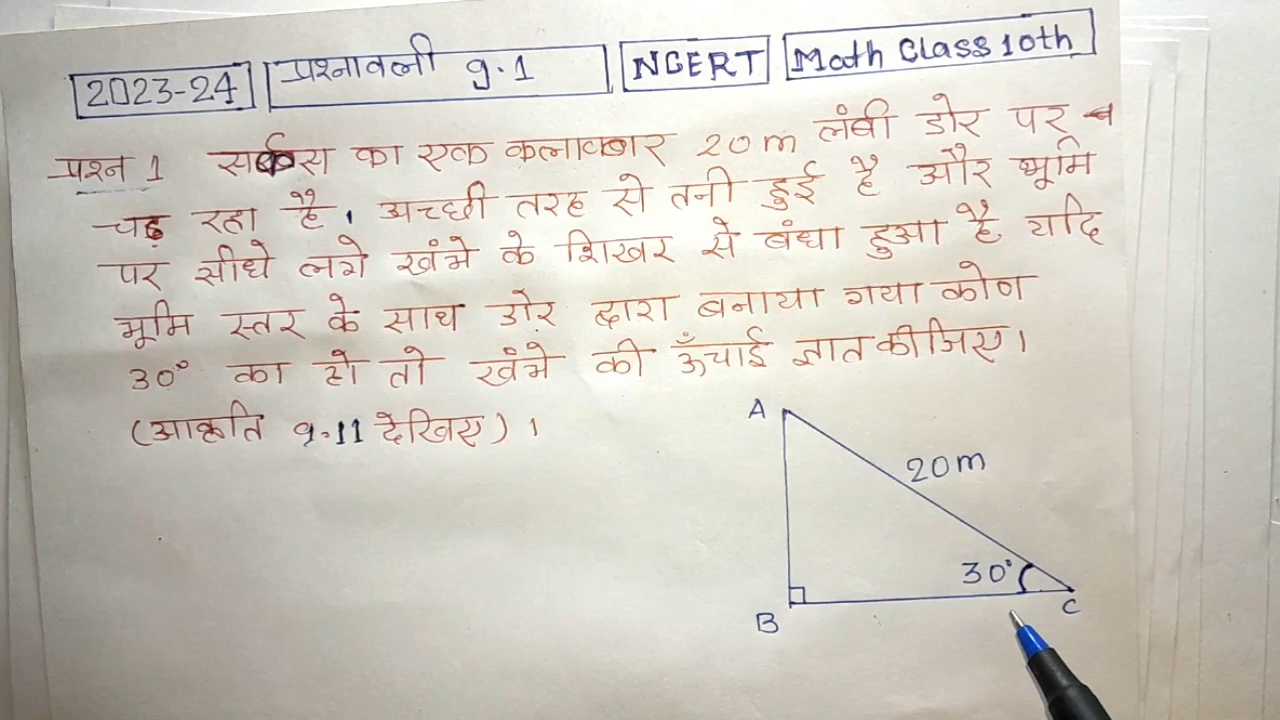 2023-24 प्रश्नावली 9.1 NCERT Math Class 10th
प्रश्न 1 सर्कस का एक कलाबाजार 20m लंबी डोर पर
चढ़ रहा है, अच्छी तरह से तनी हुई है और भूमि
पर सीधे लगे खंभे के शिखर से बंधा हुआ है यदि
भूमि स्तर के साथ डोर द्वारा बनाया गया कोण
30° का हो तो खंभे की ऊँचाई ज्ञात कीजिए।
(आकृति 9.11 देखिए)।
A
20m
30°
B
C